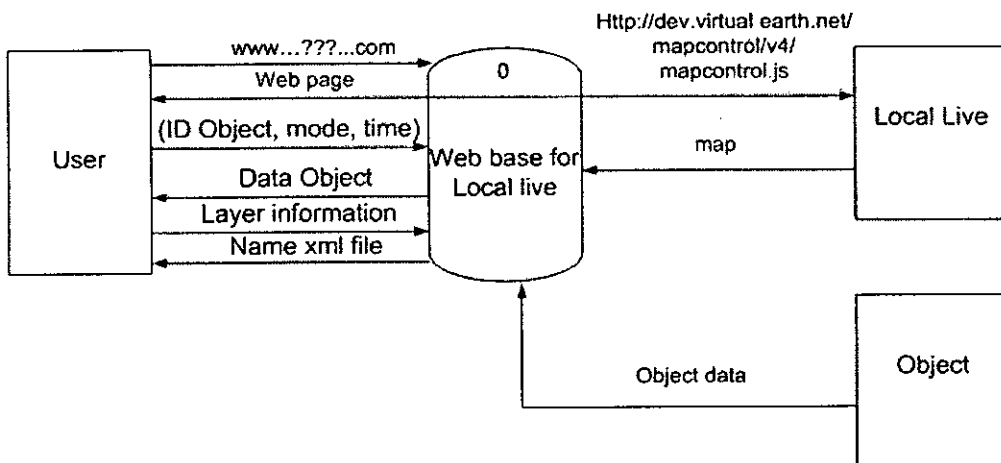 www...???...com
Web page
(ID Object, mode, time)
Data Object
Layer information
Name xml file
User
0
Web base for
Local live
Http://dev.virtual earth.net/
mapcontrol/v4/
mapcontrol.js
map
Local Live
Object data
Object